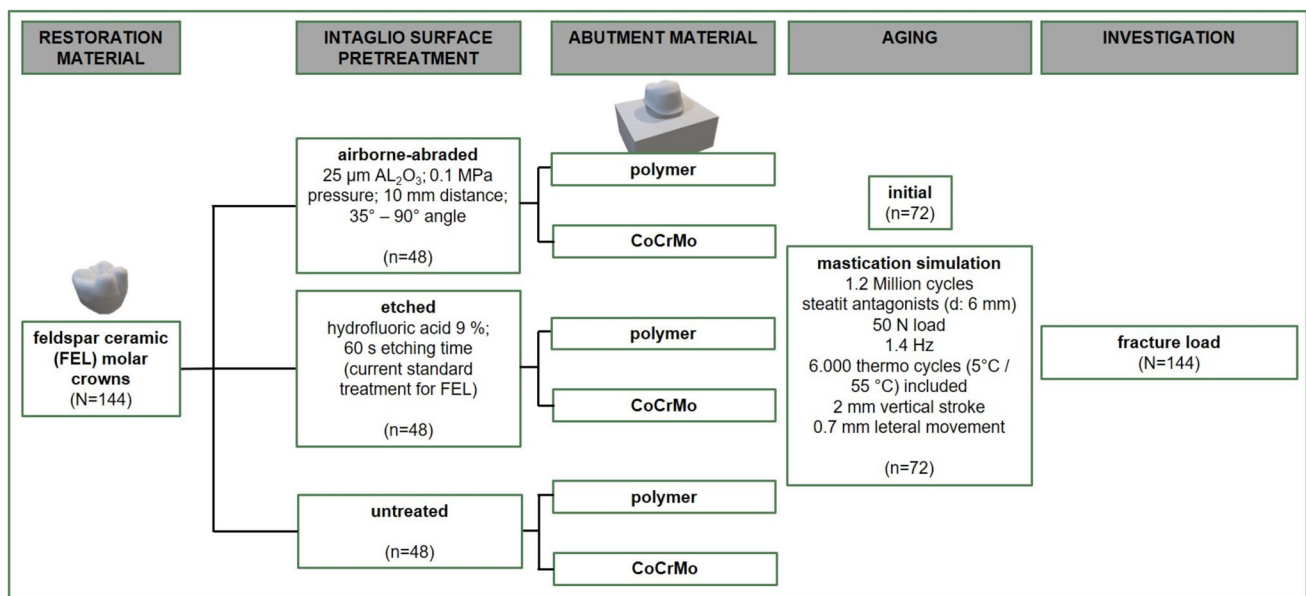 RESTORATION
MATERIAL
INTAGLIO SURFACE
PRETREATMENT
ABUTMENT MATERIAL
AGING
INVESTIGATION
feldspar ceramic
(FEL) molar
crowns
(N=144)
airborne-abraded
25 µm AL₂O₃; 0.1 MPa
pressure; 10 mm distance;
35° – 90° angle
(n=48)
etched
hydrofluoric acid 9 %;
60 s etching time
(current standard
treatment for FEL)
(n=48)
untreated
(n=48)
polymer
CoCrMo
polymer
CoCrMo
polymer
CoCrMo
initial
(n=72)
mastication simulation
1.2 Million cycles
steatit antagonists (d: 6 mm)
50 N load
1.4 Hz
6.000 thermo cycles (5°C /
55 °C) included
2 mm vertical stroke
0.7 mm leteral movement
(n=72)
fracture load
(N=144)